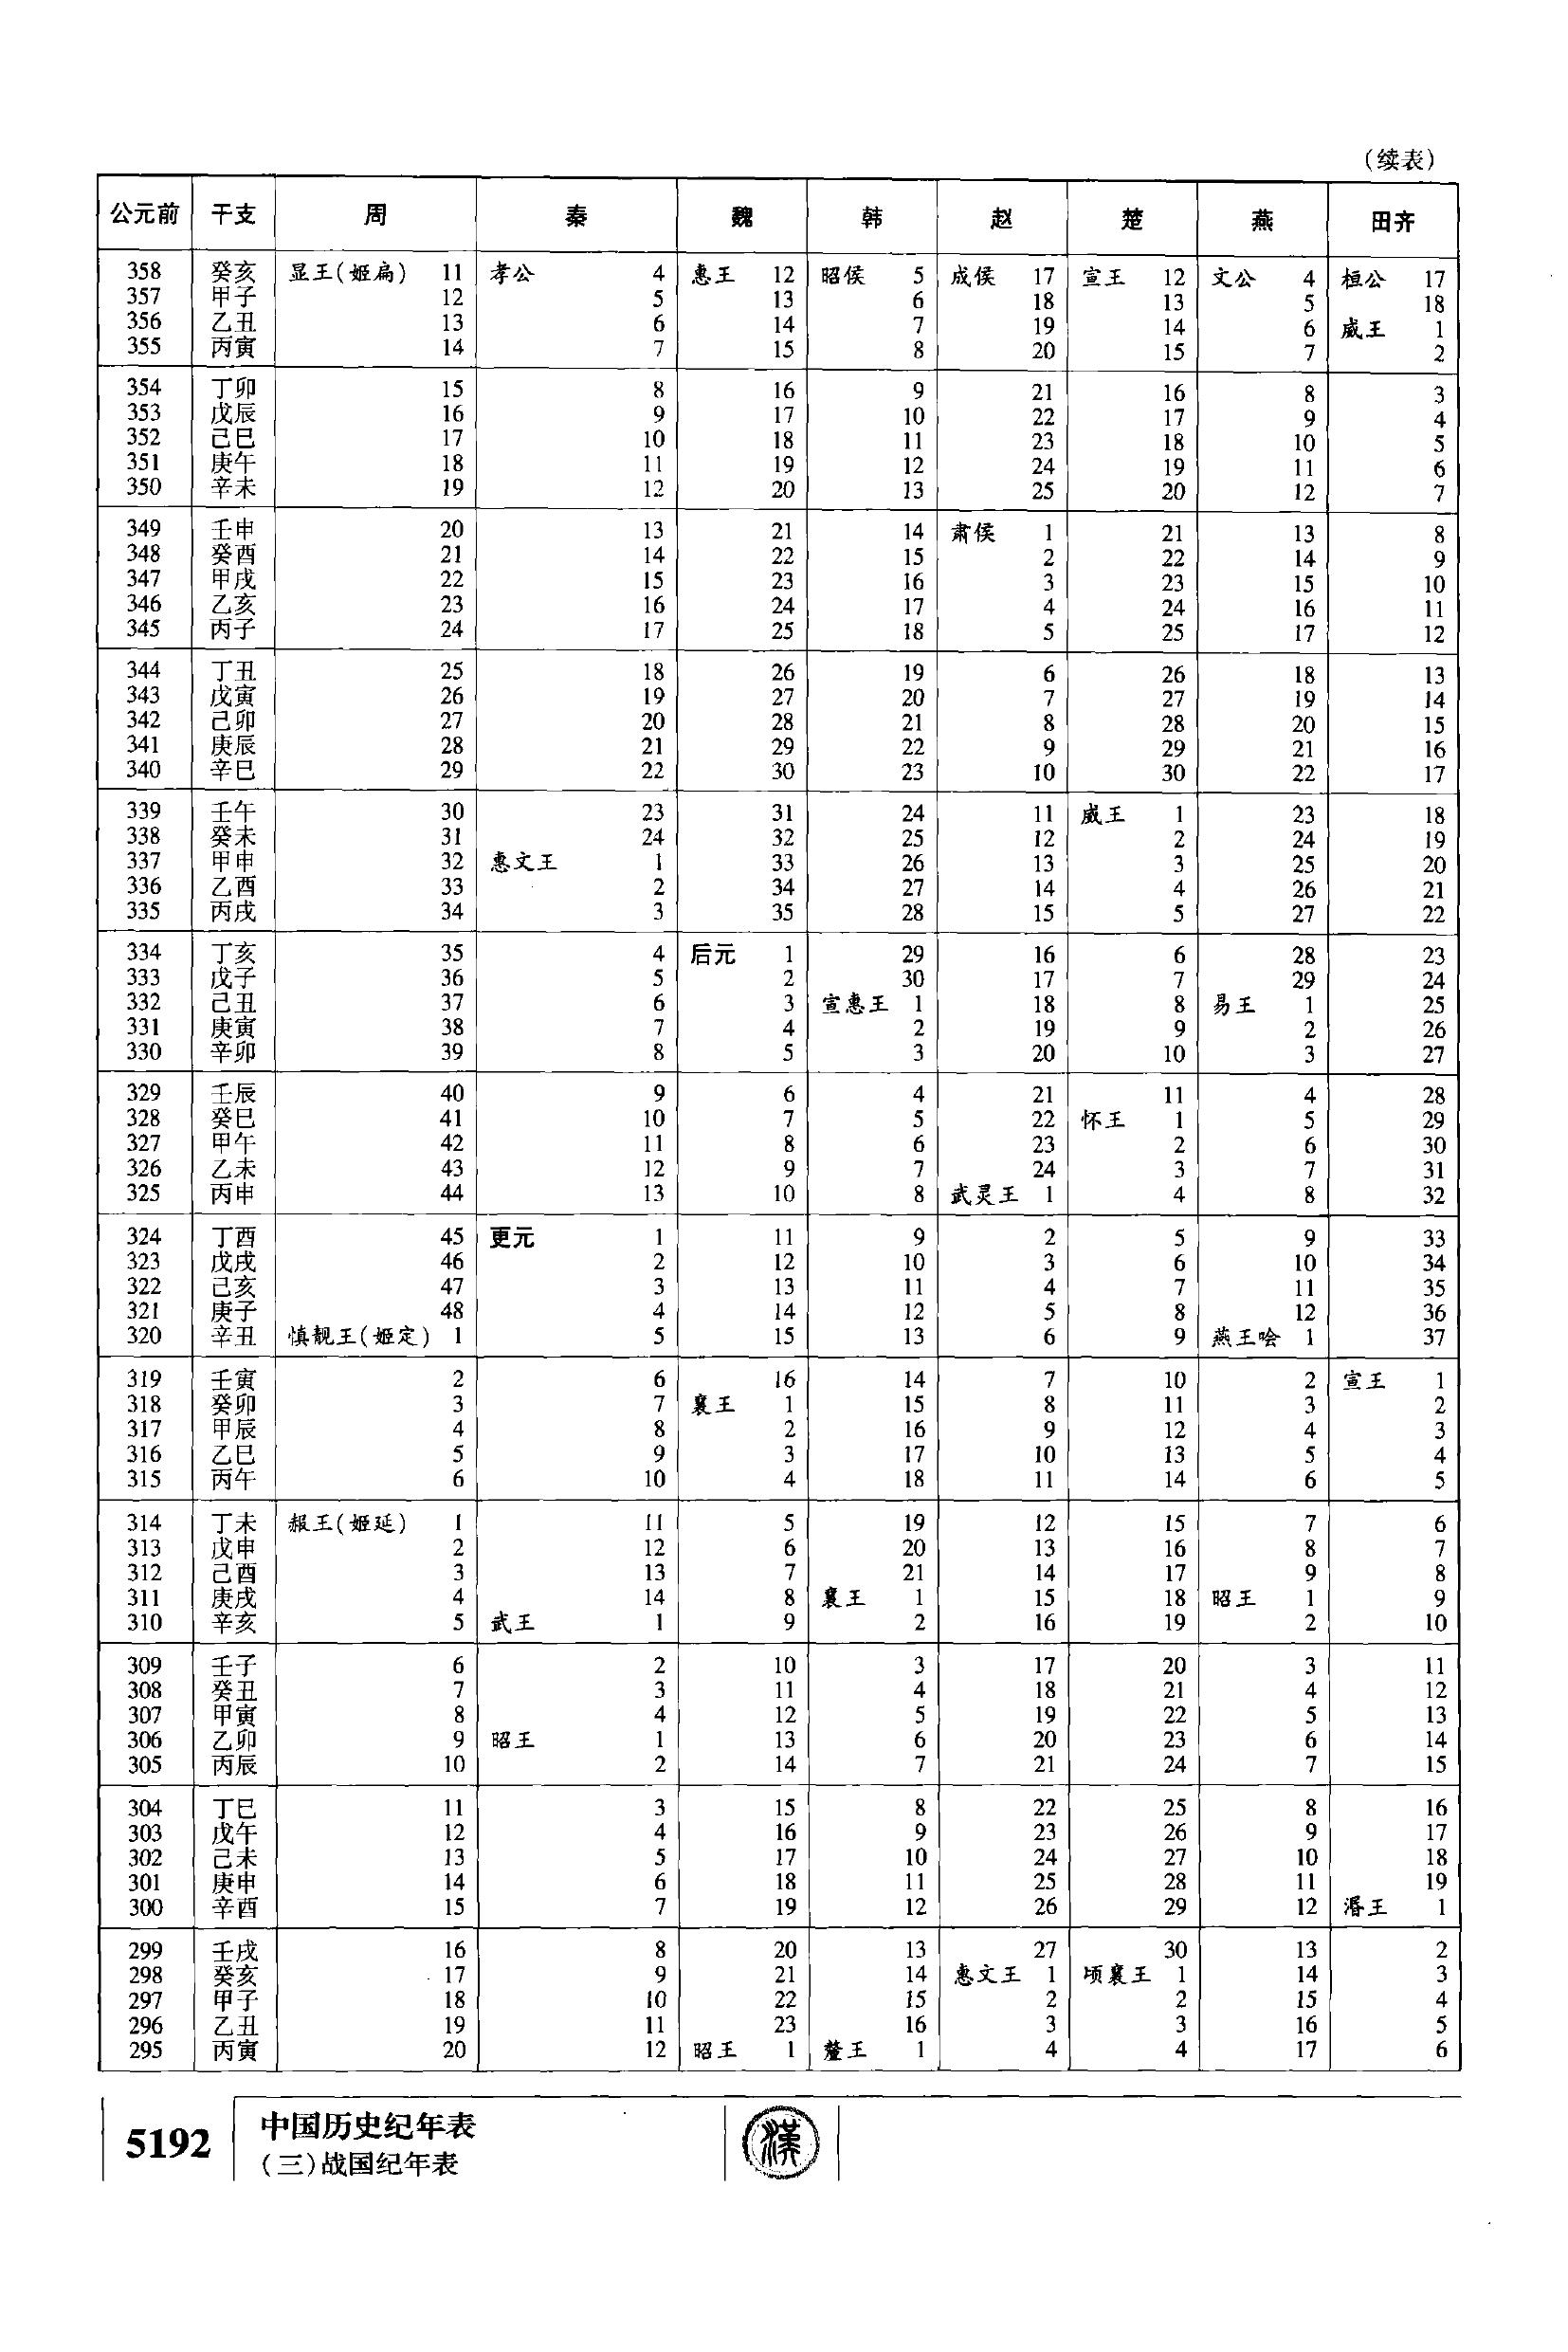 (续表)
公元前 干支 周 秦 魏 韩 赵 楚 燕 田齐
358 癸亥 显王(姬扁) 11 孝公 4 惠王 12 昭侯 5 成侯 17 宣王 12 文公 4 桓公 17
357 甲子 12 5 13 6 18 13 5 18
356 乙丑 13 6 14 7 19 14 6 威王 1
355 丙寅 14 7 15 8 20 15 7 2
354 丁卯 15 8 16 9 21 16 8 3
353 戊辰 16 9 17 10 22 17 9 4
352 己巳 17 10 18 11 23 18 10 5
351 庚午 18 11 19 12 24 19 11 6
350 辛未 19 12 20 13 25 20 12 7
349 壬申 20 13 21 14 肃侯 1 21 13 8
348 癸酉 21 14 22 15 2 22 14 9
347 甲戌 22 15 23 16 3 23 15 10
346 乙亥 23 16 24 17 4 24 16 11
345 丙子 24 17 25 18 5 25 17 12
344 丁丑 25 18 26 19 6 26 18 13
343 戊寅 26 19 27 20 7 27 19 14
342 己卯 27 20 28 21 8 28 20 15
341 庚辰 28 21 29 22 9 29 21 16
340 辛巳 29 22 30 23 10 30 22 17
339 壬午 30 23 31 24 11 威王 1 23 18
338 癸未 31 24 32 25 12 2 24 19
337 甲申 32 惠文王 1 33 26 13 3 25 20
336 乙酉 33 2 34 27 14 4 26 21
335 丙戌 34 3 35 28 15 5 27 22
334 丁亥 35 4 后元 1 29 16 6 28 23
333 戊子 36 5 2 30 17 7 29 24
332 己丑 37 6 3 宣惠王 1 18 8 易王 1 25
331 庚寅 38 7 4 2 19 9 2 26
330 辛卯 39 8 5 3 20 10 3 27
329 壬辰 40 9 6 4 21 11 4 28
328 癸巳 41 10 7 5 22 怀王 1 5 29
327 甲午 42 11 8 6 23 2 6 30
326 乙未 43 12 9 7 24 3 7 31
325 丙申 44 13 10 8 武灵王 1 4 8 32
324 丁酉 45 更元 1 11 9 2 5 9 33
323 戊戌 46 2 12 10 3 6 10 34
322 己亥 47 3 13 11 4 7 11 35
321 庚子 48 4 14 12 5 8 12 36
320 辛丑 慎靓王(姬定) 1 5 15 13 6 9 燕王哙 1 37
319 壬寅 2 6 16 14 7 10 2 宣王 1
318 癸卯 3 7 襄王 1 15 8 11 3 2
317 甲辰 4 8 2 16 9 12 4 3
316 乙巳 5 9 3 17 10 13 5 4
315 丙午 6 10 4 18 11 14 6 5
314 丁未 赧王(姬延) 1 11 5 19 12 15 7 6
313 戊申 2 12 6 20 13 16 8 7
312 己酉 3 13 7 21 14 17 9 8
311 庚戌 4 14 8 襄王 1 15 18 昭王 1 9
310 辛亥 5 武王 1 9 2 16 19 2 10
309 壬子 6 2 10 3 17 20 3 11
308 癸丑 7 3 11 4 18 21 4 12
307 甲寅 8 4 12 5 19 22 5 13
306 乙卯 9 昭王 1 13 6 20 23 6 14
305 丙辰 10 2 14 7 21 24 7 15
304 丁巳 11 3 15 8 22 25 8 16
303 戊午 12 4 16 9 23 26 9 17
302 己未 13 5 17 10 24 27 10 18
301 庚申 14 6 18 11 25 28 11 19
300 辛酉 15 7 19 12 26 29 12 湣王 1
299 壬戌 16 8 20 13 27 30 13 2
298 癸亥 17 9 21 14 惠文王 1 顷襄王 1 14 3
297 甲子 18 10 22 15 2 2 15 4
296 乙丑 19 11 23 16 3 3 16 5
295 丙寅 20 12 昭王 1 釐王 1 4 4 17 6
5192 中国历史纪年表
(三)战国纪年表
漢